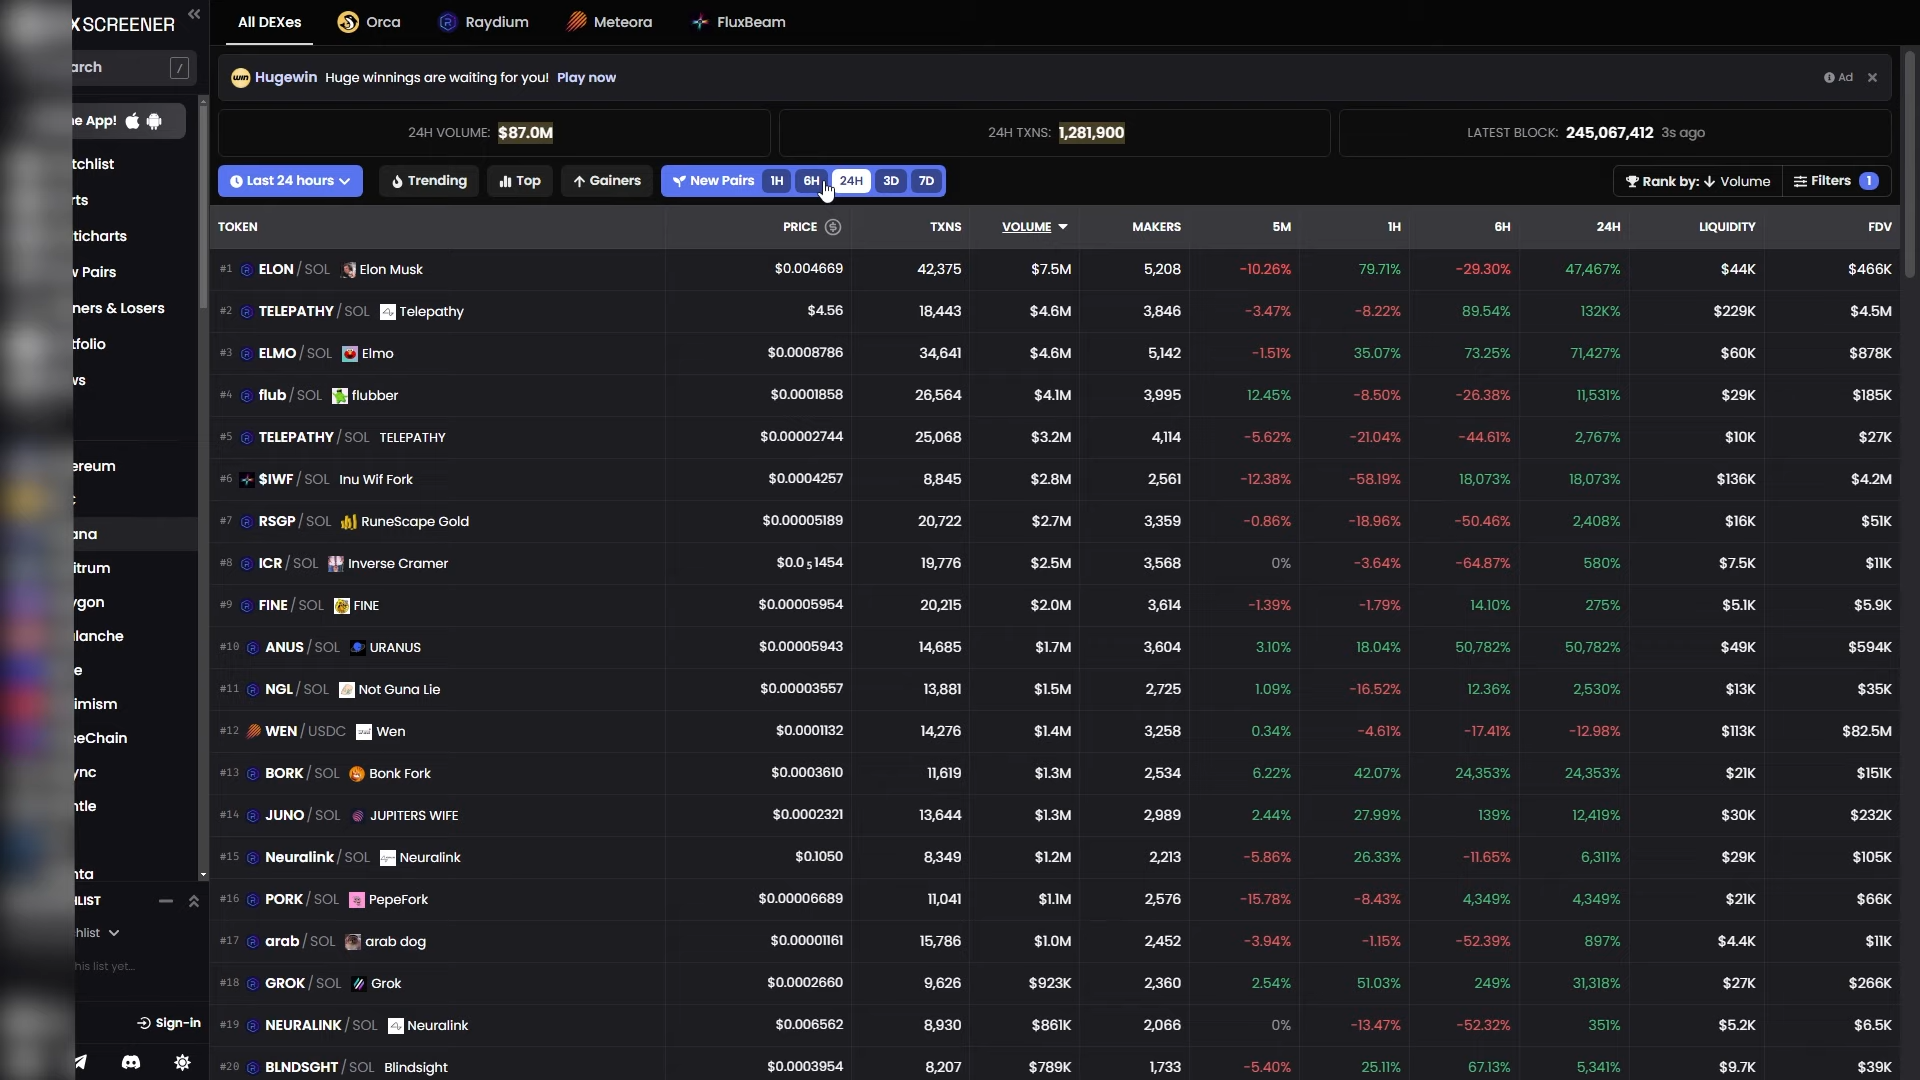 XSCREENER
All DEXes Orca Raydium Meteora FluxBeam
arch /
Hugewin Huge winnings are waiting for you! Play now Ad
e App!
24H VOLUME: $87.0M 24H TXNS: 1,281,900 LATEST BLOCK: 245,067,412 3s ago
tchlist
Last 24 hours Trending Top Gainers New Pairs 1H 6H 24H 3D 7D Rank by: Volume Filters 1
rts
ticharts
w Pairs
ners & Losers
tfolio
ws
ereum
ana
itrum
ygon
lanche
e
imism
seChain
ync
ntle
nta
HLIST
hlist
his list yet...
Sign-in
TOKEN PRICE TXNS VOLUME MAKERS 5M 1H 6H 24H LIQUIDITY FDV
#1 ELON / SOL Elon Musk $0.004669 42,375 $7.5M 5,208 -10.26% 79.71% -29.30% 47,467% $44K $466K
#2 TELEPATHY / SOL Telepathy $4.56 18,443 $4.6M 3,846 -3.47% -8.22% 89.54% 132K% $229K $4.5M
#3 ELMO / SOL Elmo $0.0008786 34,641 $4.6M 5,142 -1.51% 35.07% 73.25% 71,427% $60K $878K
#4 flub / SOL flubber $0.0001858 26,564 $4.1M 3,995 12.45% -8.50% -26.38% 11,531% $29K $185K
#5 TELEPATHY / SOL TELEPATHY $0.00002744 25,068 $3.2M 4,114 -5.62% -21.04% -44.61% 2,767% $10K $27K
#6 $IWF / SOL Inu Wif Fork $0.0004257 8,845 $2.8M 2,561 -12.38% -58.19% 18,073% 18,073% $136K $4.2M
#7 RSGP / SOL RuneScape Gold $0.00005189 20,722 $2.7M 3,359 -0.86% -18.96% -50.46% 2,408% $16K $51K
#8 ICR / SOL Inverse Cramer $0.0₅1454 19,776 $2.5M 3,568 0% -3.64% -64.87% 580% $7.5K $11K
#9 FINE / SOL FINE $0.00005954 20,215 $2.0M 3,614 -1.39% -1.79% 14.10% 275% $5.1K $5.9K
#10 ANUS / SOL URANUS $0.00005943 14,685 $1.7M 3,604 3.10% 18.04% 50,782% 50,782% $49K $594K
#11 NGL / SOL Not Guna Lie $0.00003557 13,881 $1.5M 2,725 1.09% -16.52% 12.36% 2,530% $13K $35K
#12 WEN / USDC Wen $0.0001132 14,276 $1.4M 3,258 0.34% -4.61% -17.41% -12.98% $113K $82.5M
#13 BORK / SOL Bonk Fork $0.0003610 11,619 $1.3M 2,534 6.22% 42.07% 24,353% 24,353% $21K $151K
#14 JUNO / SOL JUPITERS WIFE $0.0002321 13,644 $1.3M 2,989 2.44% 27.99% 139% 12,419% $30K $232K
#15 Neuralink / SOL Neuralink $0.1050 8,349 $1.2M 2,213 -5.86% 26.33% -11.65% 6,311% $29K $105K
#16 PORK / SOL PepeFork $0.00006689 11,041 $1.1M 2,576 -15.78% -8.43% 4,349% 4,349% $21K $66K
#17 arab / SOL arab dog $0.00001161 15,786 $1.0M 2,452 -3.94% -1.15% -52.39% 897% $4.4K $11K
#18 GROK / SOL Grok $0.0002660 9,626 $923K 2,360 2.54% 51.03% 249% 31,318% $27K $266K
#19 NEURALINK / SOL Neuralink $0.006562 8,930 $861K 2,066 0% -13.47% -52.32% 351% $5.2K $6.5K
#20 BLNDSGHT / SOL Blindsight $0.0003954 8,207 $789K 1,733 -5.40% 25.11% 67.13% 5,341% $9.7K $39K